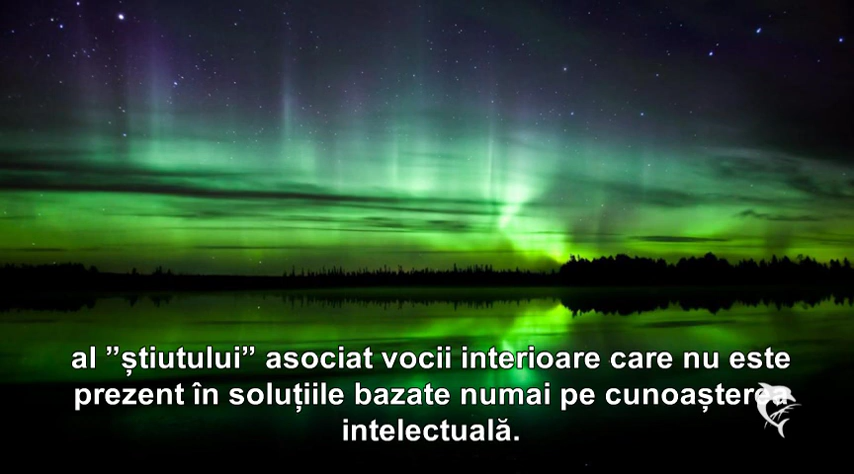 al ”știutului” asociat vocii interioare care nu este
prezent în soluțiile bazate numai pe cunoașterea
intelectuală.